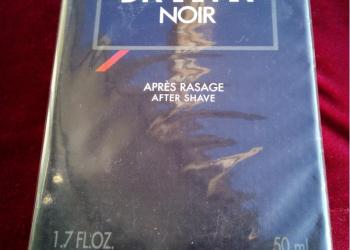 NOIR
APRÈS RASAGE
AFTER SHAVE
1.7 FL.OZ. 50 ml